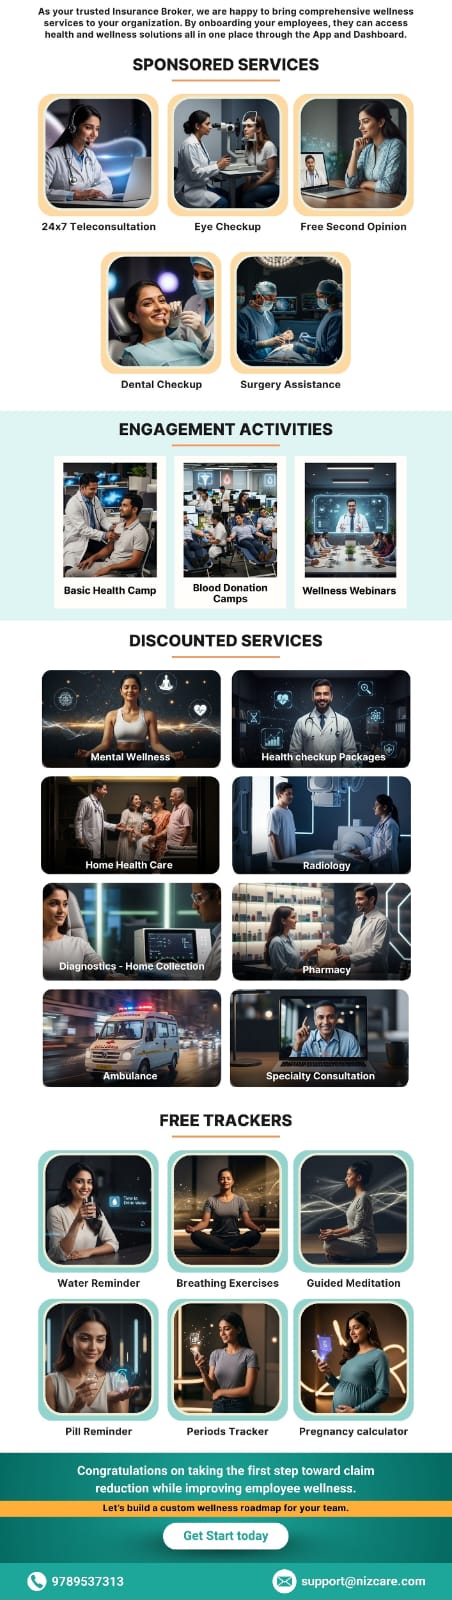 As your trusted Insurance Broker, we are happy to bring comprehensive wellness
services to your organization. By onboarding your employees, they can access
health and wellness solutions all in one place through the App and Dashboard.
SPONSORED SERVICES
24x7 Teleconsultation
Eye Checkup
Free Second Opinion
Dental Checkup
Surgery Assistance
ENGAGEMENT ACTIVITIES
Basic Health Camp
Blood Donation
Camps
Wellness Webinars
DISCOUNTED SERVICES
Mental Wellness
Health checkup Packages
Home Health Care
Radiology
Diagnostics - Home Collection
Pharmacy
Ambulance
Specialty Consultation
FREE TRACKERS
Time to
Drink Water
Water Reminder
Breathing Exercises
Guided Meditation
Pill Reminder
Periods Tracker
Pregnancy calculator
Congratulations on taking the first step toward claim
reduction while improving employee wellness.
Let's build a custom wellness roadmap for your team.
Get Start today
9789537313
support@nizcare.com